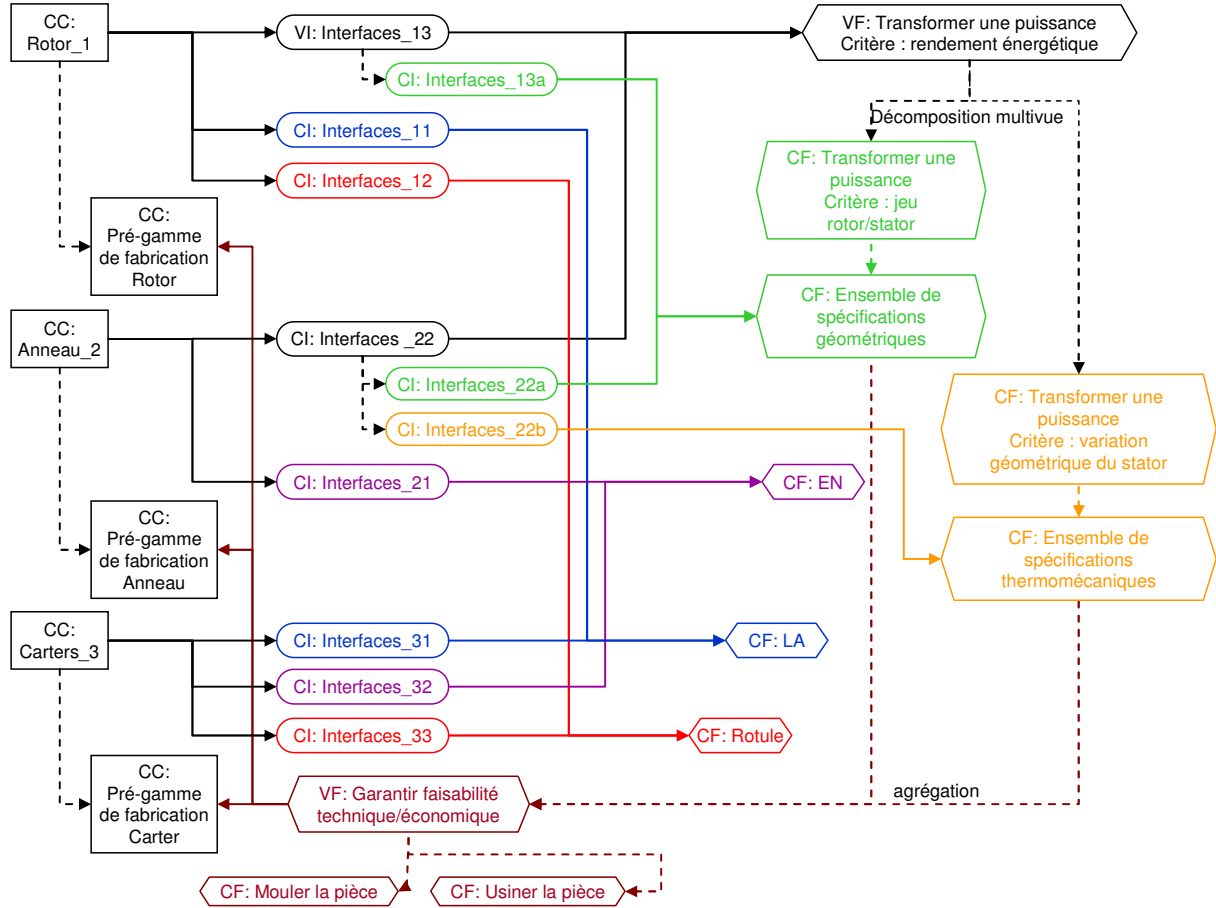 CC:
Rotor_1
VI: Interfaces_13
VF: Transformer une puissance
Critère : rendement énergétique
CI: Interfaces_13a
CI: Interfaces_11
Décomposition multivue
CI: Interfaces_12
CF: Transformer une
puissance
Critère : jeu
rotor/stator
CC:
Pré-gamme
de fabrication
Rotor
CF: Ensemble de
spécifications
géométriques
CC:
Anneau_2
CI: Interfaces _22
CI: Interfaces_22a
CI: Interfaces_22b
CF: Transformer une
puissance
Critère : variation
géométrique du stator
CI: Interfaces_21
CF: EN
CC:
Pré-gamme
de fabrication
Anneau
CF: Ensemble de
spécifications
thermomécaniques
CC:
Carters_3
CI: Interfaces_31
CF: LA
CI: Interfaces_32
CI: Interfaces_33
CF: Rotule
CC:
Pré-gamme
de fabrication
Carter
VF: Garantir faisabilité
technique/économique
agrégation
CF: Mouler la pièce
CF: Usiner la pièce